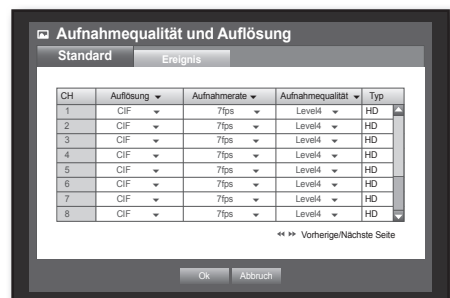 Aufnahmequalität und Auflösung
Standard Ereignis
CH Auflösung Aufnahmerate Aufnahmequalität Typ
1 CIF 7fps Level4 HD
2 CIF 7fps Level4 HD
3 CIF 7fps Level4 HD
4 CIF 7fps Level4 HD
5 CIF 7fps Level4 HD
6 CIF 7fps Level4 HD
7 CIF 7fps Level4 HD
8 CIF 7fps Level4 HD
Vorherige/Nächste Seite
Ok Abbruch